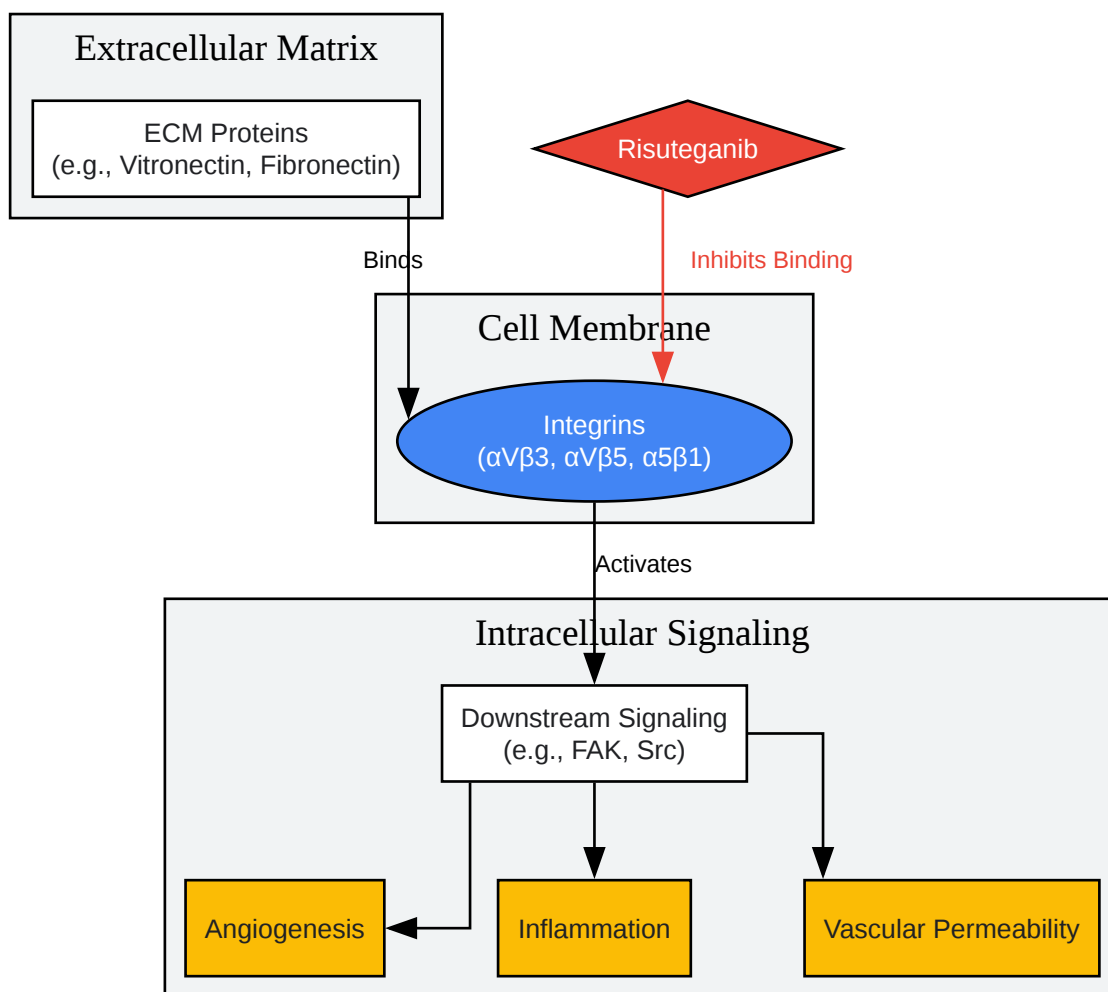 Extracellular Matrix
ECM Proteins
(e.g., Vitronectin, Fibronectin)
Risuteganib
Binds
Inhibits Binding
Cell Membrane
Integrins
(αVβ3, αVβ5, α5β1)
Activates
Intracellular Signaling
Downstream Signaling
(e.g., FAK, Src)
Angiogenesis
Inflammation
Vascular Permeability